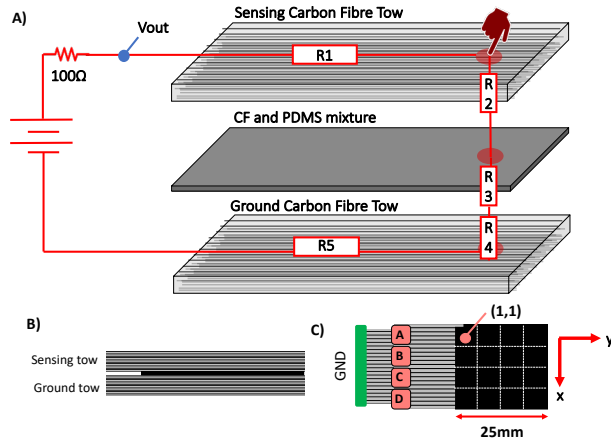 A)
Sensing Carbon Fibre Tow
Vout
100Ω
R1
R
2
CF and PDMS mixture
R
3
Ground Carbon Fibre Tow
R
4
R5
B)
Sensing tow
Ground tow
C)
(1,1)
GND
A
B
C
D
y
x
25mm